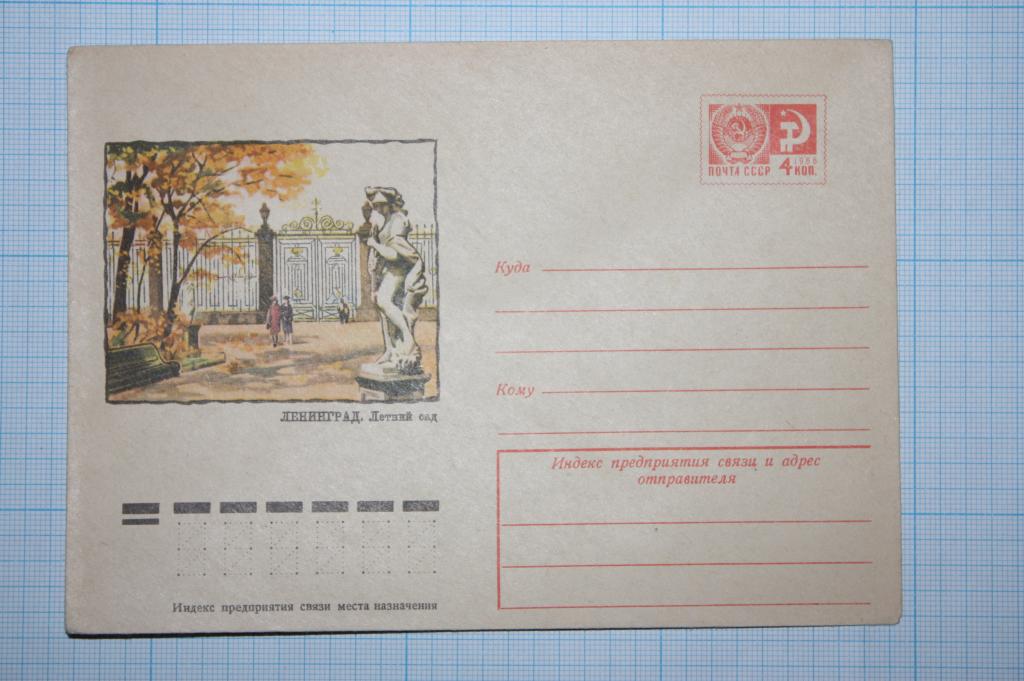 1966
ПОЧТА СССР 4 КОП.
ЛЕНИНГРАД. Летний сад
Куда
Кому
Индекс предприятия связи и адрес
отправителя
Индекс предприятия связи места назначения